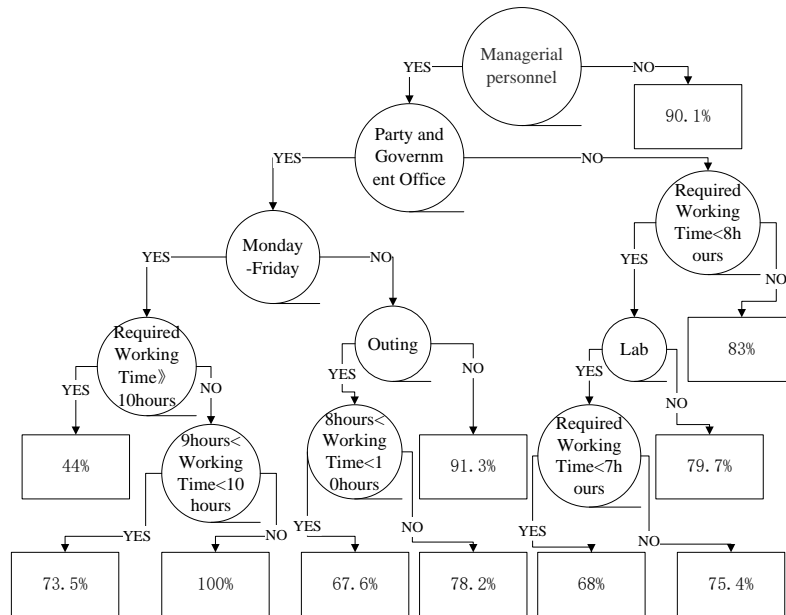 Managerial
personnel
YES
NO
90.1%
Party and
Governm
ent Office
YES
NO
Required
Working
Time<8h
ours
Monday
-Friday
YES
NO
YES
NO
Required
Working
Time》
10hours
Outing
Lab
83%
YES
NO
YES
NO
YES
NO
44%
9hours<
Working
Time<10
hours
8hours<
Working
Time<1
0hours
91.3%
Required
Working
Time<7h
ours
79.7%
YES
NO
YES
NO
YES
NO
73.5%
100%
67.6%
78.2%
68%
75.4%